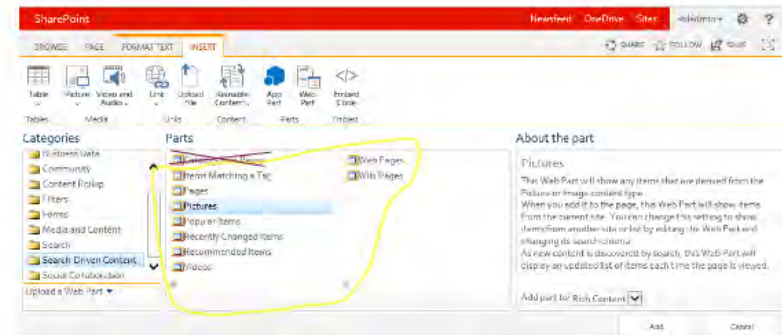 SharePoint Newsfeed OneDrive Sites ?
BROWSE PAGE FORMAT TEXT INSERT SHARE FOLLOW SAVE
Table Picture Video and Audio Link Upload File Reusable Content App Part Web Part Embed Code
Tables Media Links Content Parts Embed
Categories Parts About the part
Business Data
Community Items Matching a Tag Web Pages
Content Rollup Pages Wiki Pages
Filters Pictures
Forms Popular Items
Media and Content Recently Changed Items
Search Recommended Items
Search-Driven Content Videos
Social Collaboration
Upload a Web Part
Pictures
This Web Part will show any items that are derived from the
Picture or Image content type.
When you add it to the page, this Web Part will show items
from the current site. You can change this setting to show
items from another site or list by editing the Web Part and
changing its search criteria.
As new content is discovered by search, this Web Part will
display an updated list of items each time the page is viewed.
Add part to: Rich Content
Add Cancel